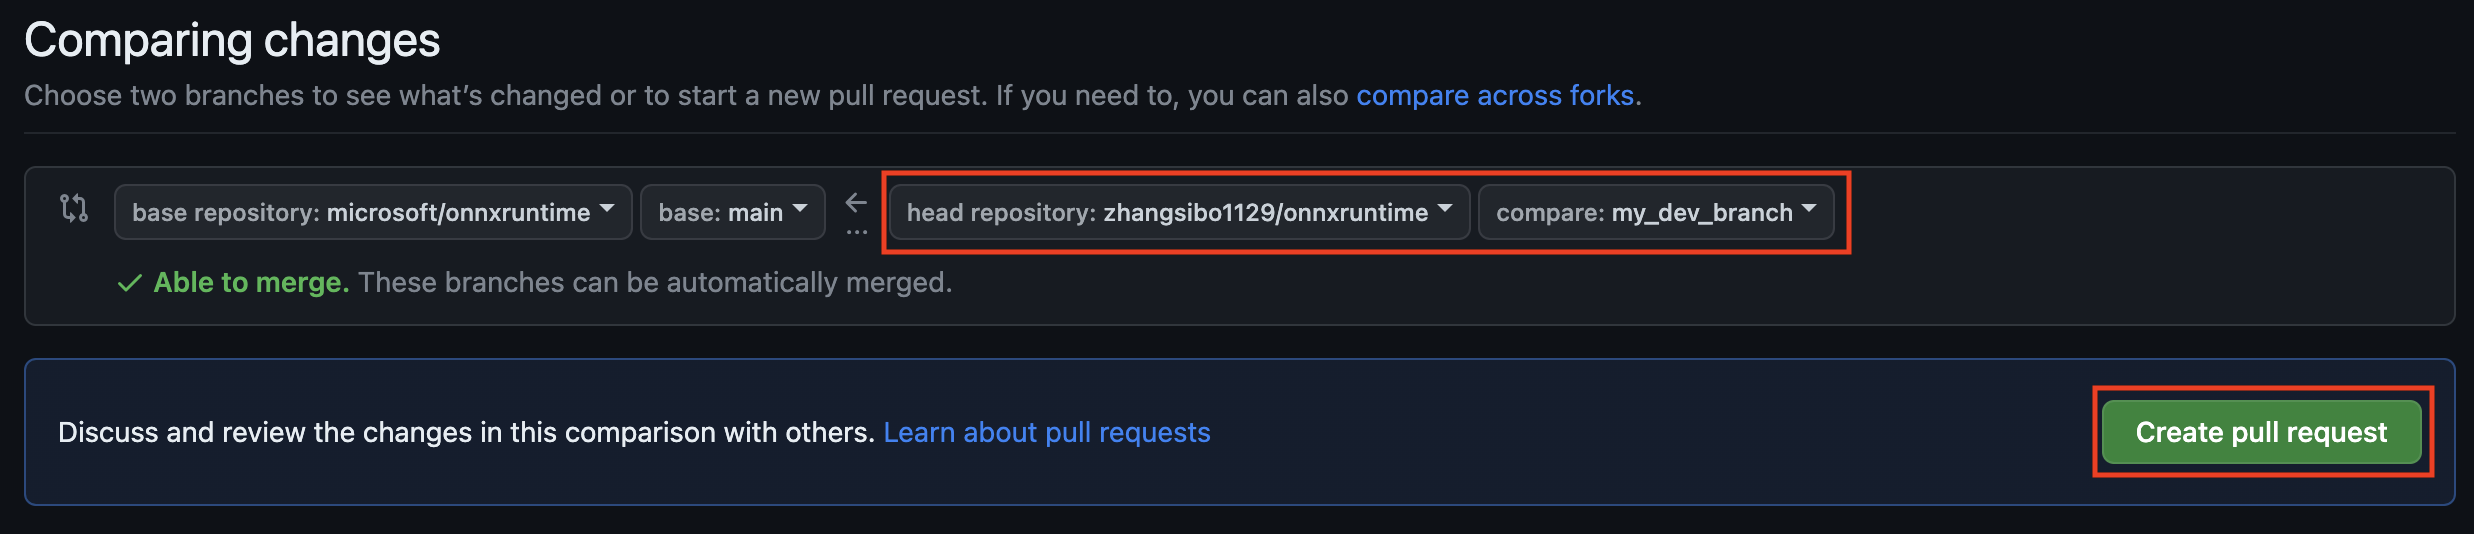 Comparing changes
Choose two branches to see what's changed or to start a new pull request. If you need to, you can also compare across forks.
base repository: microsoft/onnxruntime base: main ... head repository: zhangsibo1129/onnxruntime compare: my_dev_branch
Able to merge. These branches can be automatically merged.
Discuss and review the changes in this comparison with others. Learn about pull requests
Create pull request